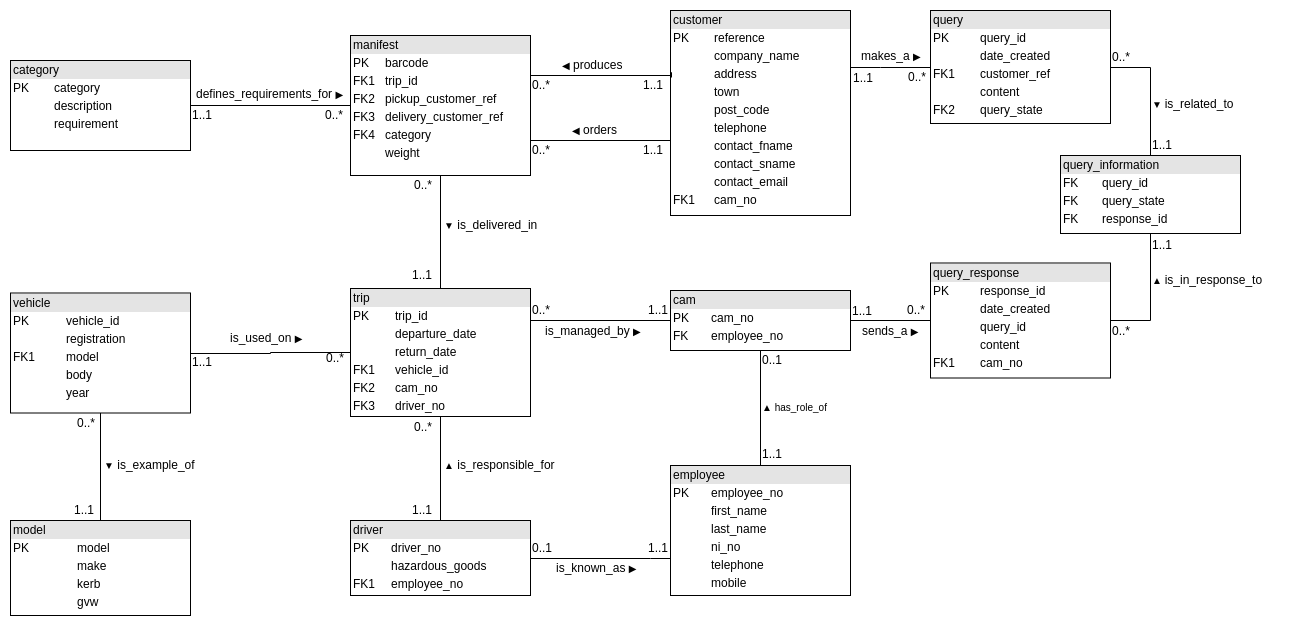 category
PK category
description
requirement
defines_requirements_for ▶
1..1
0..*
manifest
PK barcode
FK1 trip_id
FK2 pickup_customer_ref
FK3 delivery_customer_ref
FK4 category
weight
◀ produces
0..*
1..1
◀ orders
0..*
1..1
customer
PK reference
company_name
address
town
post_code
telephone
contact_fname
contact_sname
contact_email
FK1 cam_no
makes_a ▶
1..1
0..*
query
PK query_id
date_created
FK1 customer_ref
content
FK2 query_state
0..*
▼ is_related_to
1..1
query_information
FK query_id
FK query_state
FK response_id
1..1
▲ is_in_response_to
0..*
0..*
▼ is_delivered_in
1..1
vehicle
PK vehicle_id
registration
FK1 model
body
year
is_used_on ▶
1..1
0..*
trip
PK trip_id
departure_date
return_date
FK1 vehicle_id
FK2 cam_no
FK3 driver_no
0..*
1..1
is_managed_by ▶
cam
PK cam_no
FK employee_no
1..1
0..*
sends_a ▶
query_response
PK response_id
date_created
query_id
content
FK1 cam_no
0..1
▲ has_role_of
1..1
0..*
▼ is_example_of
1..1
0..*
▲ is_responsible_for
1..1
model
PK model
make
kerb
gvw
driver
PK driver_no
hazardous_goods
FK1 employee_no
0..1
1..1
is_known_as ▶
employee
PK employee_no
first_name
last_name
ni_no
telephone
mobile